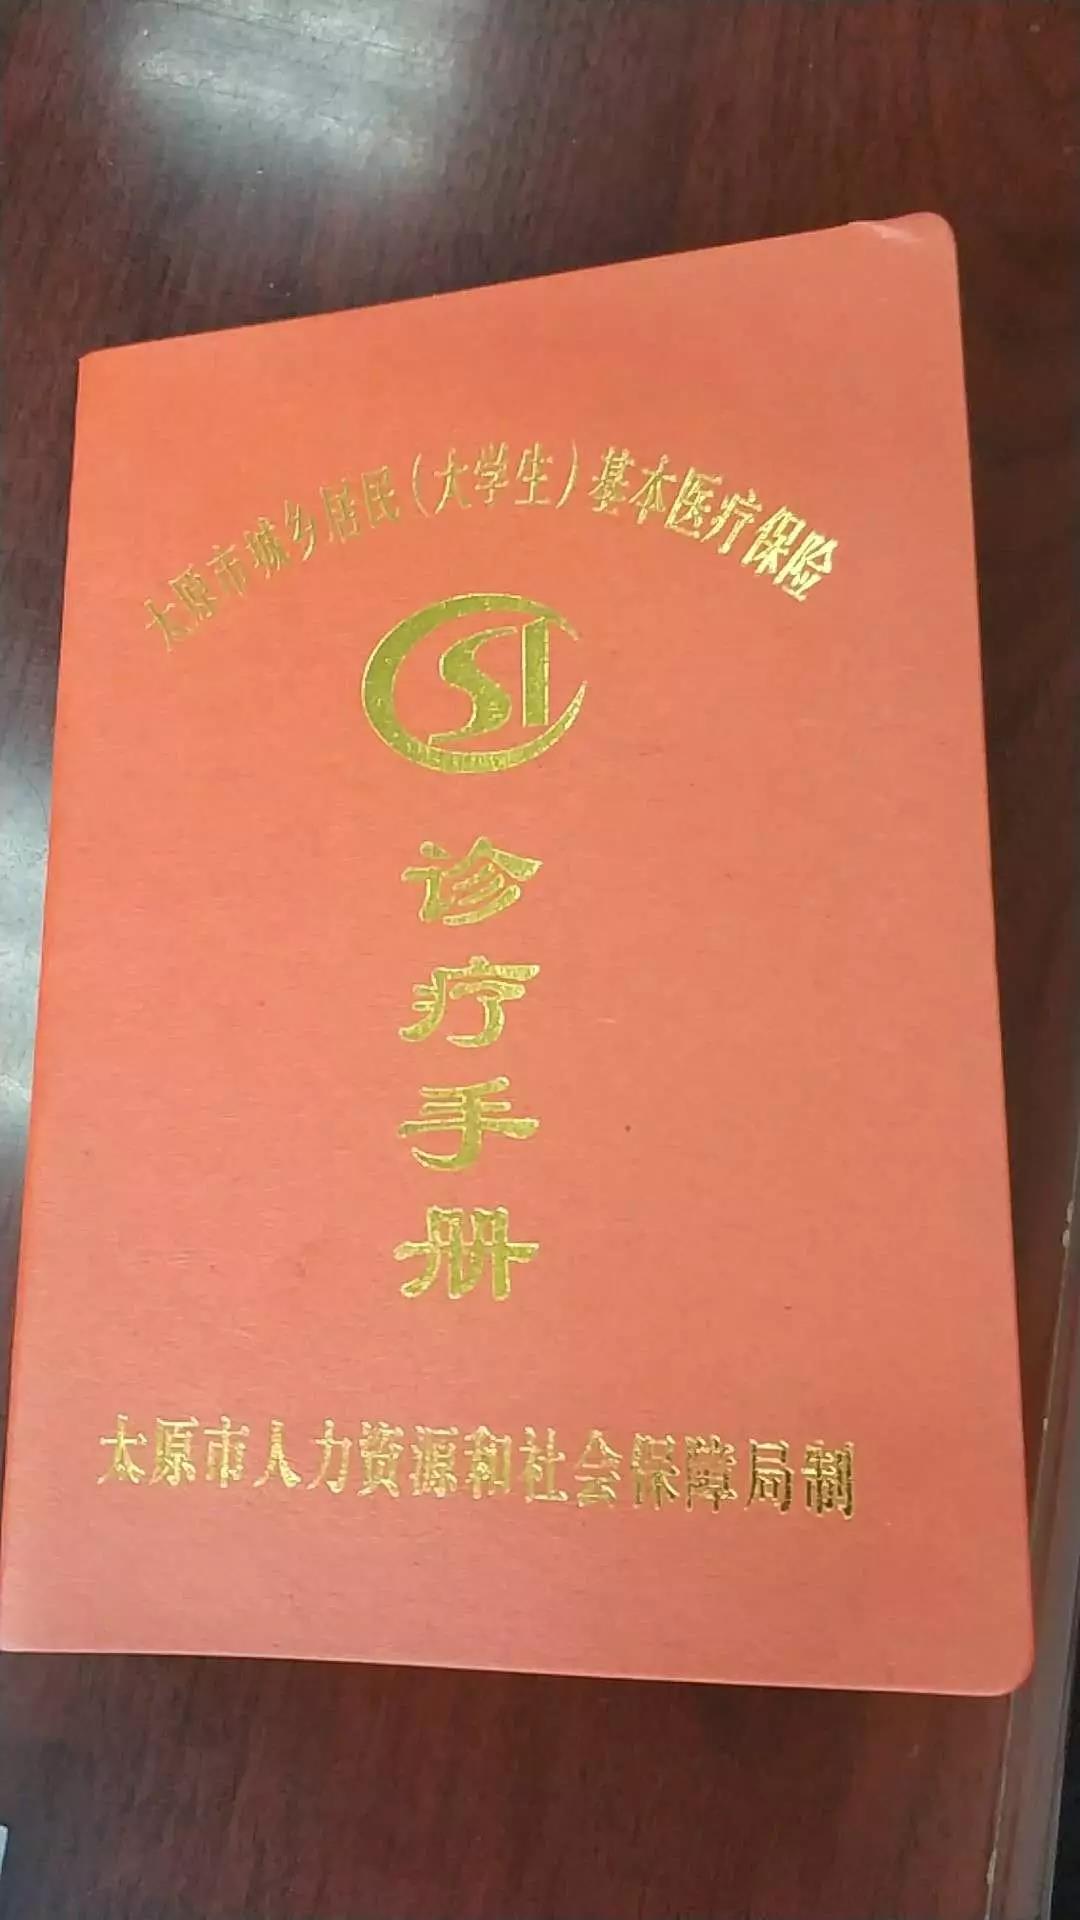 太原市城乡居民(大学生)基本医疗保险
CSI
诊疗手册
太原市人力资源和社会保障局制